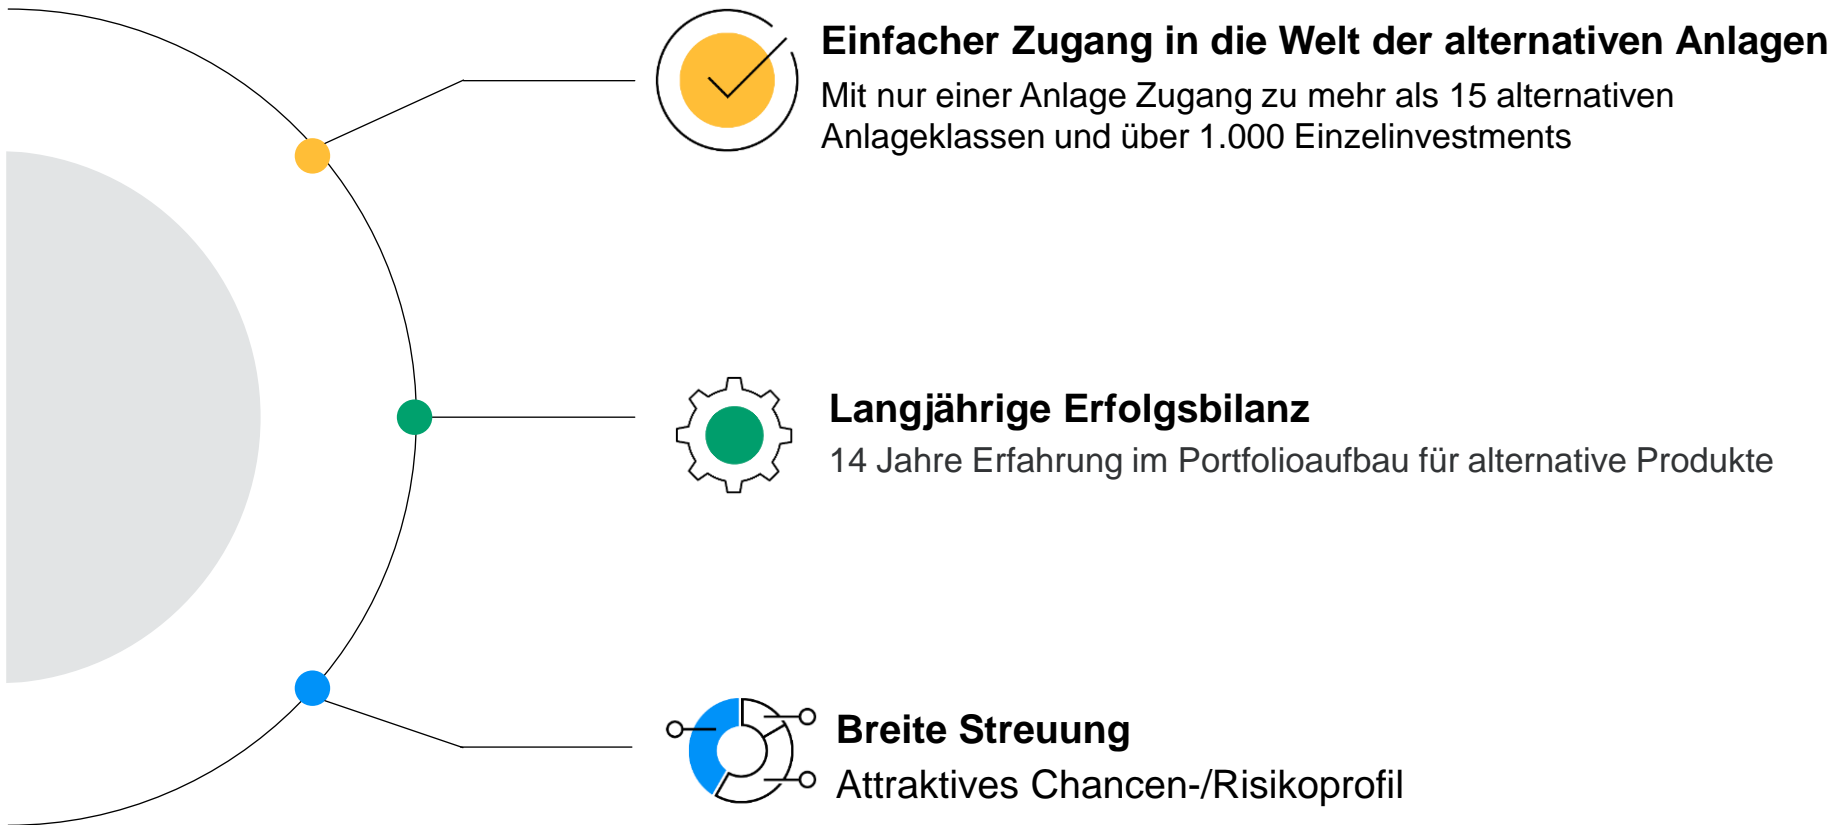 Einfacher Zugang in die Welt der alternativen Anlagen
Mit nur einer Anlage Zugang zu mehr als 15 alternativen
Anlageklassen und über 1.000 Einzelinvestments
Langjährige Erfolgsbilanz
14 Jahre Erfahrung im Portfolioaufbau für alternative Produkte
Breite Streuung
Attraktives Chancen-/Risikoprofil